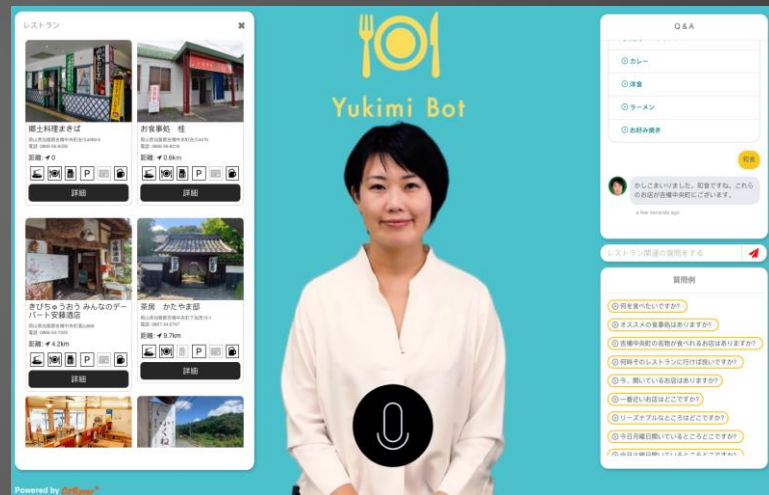 レストラン
✖
郷土料理まきば
距離: 0
詳細
お食事処 桂
距離: 0.6km
詳細
きびちゅうおう みんなのデー
パート安藤酒店
距離: 4.2km
詳細
茶房 かたやま邸
距離: 9.7km
詳細
Powered by
Yukimi Bot
Q & A
カレー
洋食
ラーメン
お好み焼き
和食
かしこまいりました。和食ですね。これら
のお店が吉備中央町にございます。
a few seconds ago
レストラン関連の質問をする
質問例
何を食べたいですか?
オススメの食事処はありますか?
吉備中央町の名物が食べれるお店はありますか?
何時そのレストランに行けば良いですか?
今、開いているお店はありますか?
一番近いお店はどこですか?
リーズナブルなところはどこですか?
今日月曜日開いているところどこですか?